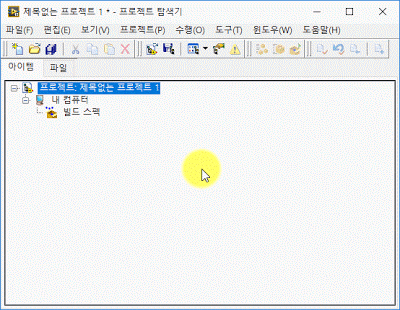 제목없는 프로젝트 1 * - 프로젝트 탐색기
파일(F) 편집(E) 보기(V) 프로젝트(P) 수행(O) 도구(T) 윈도우(W) 도움말(H)
아이템 파일
프로젝트: 제목없는 프로젝트 1
내 컴퓨터
빌드 스펙